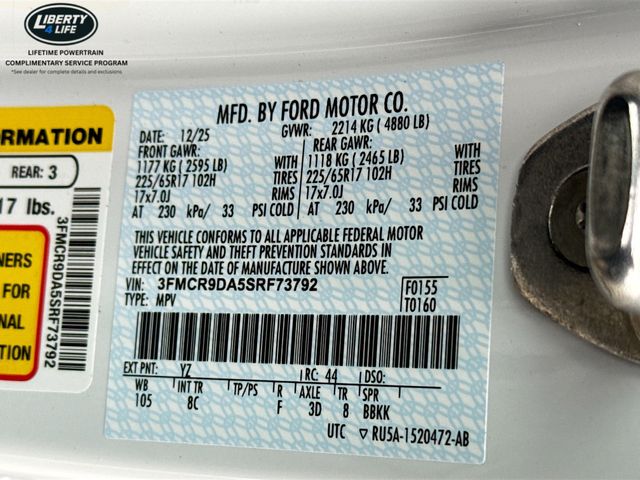 LIBERTY
4 LIFE
LIFETIME POWERTRAIN
COMPLIMENTARY SERVICE PROGRAM
*See dealer for complete details and exclusions
ORMATION
REAR: 3
17 lbs.
NERS
FOR
NAL
TION
3FMCR9DA5SRF73792
MFD. BY FORD MOTOR CO.
DATE: 12/25 GVWR: 2214 KG ( 4880 LB)
FRONT GAWR: REAR GAWR:
1177 KG ( 2595 LB) WITH 1118 KG ( 2465 LB) WITH
225/65R17 102H TIRES 225/65R17 102H TIRES
17x7.0J RIMS 17x7.0J RIMS
AT 230 kPa/ 33 PSI COLD AT 230 kPa/ 33 PSI COLD
THIS VEHICLE CONFORMS TO ALL APPLICABLE FEDERAL MOTOR
VEHICLE SAFETY AND THEFT PREVENTION STANDARDS IN
EFFECT ON THE DATE OF MANUFACTURE SHOWN ABOVE.
VIN: 3FMCR9DA5SRF73792 F0155
TYPE: MPV T0160
EXT PNT: YZ RC: 44 DSO:
WB INT TR TP/PS R AXLE TR SPR
105 8C F 3D 8 BBKK
UTC RU5A-1520472-AB